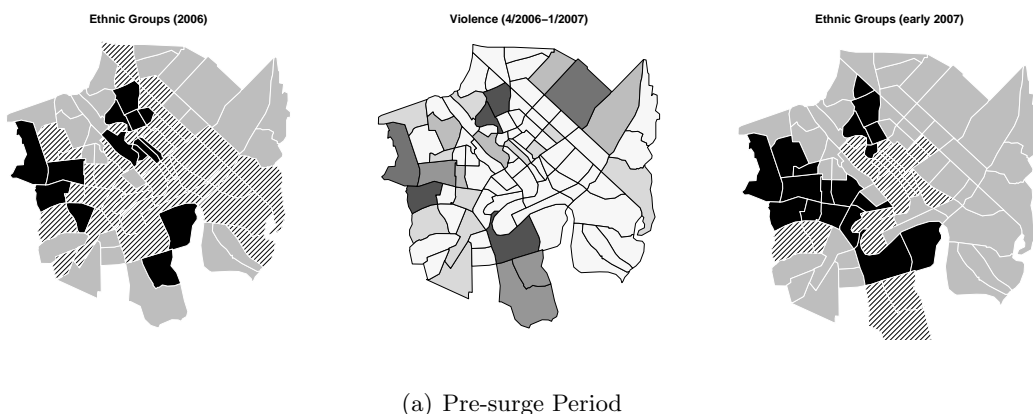 Ethnic Groups (2006)
Violence (4/2006−1/2007)
Ethnic Groups (early 2007)
(a) Pre-surge Period